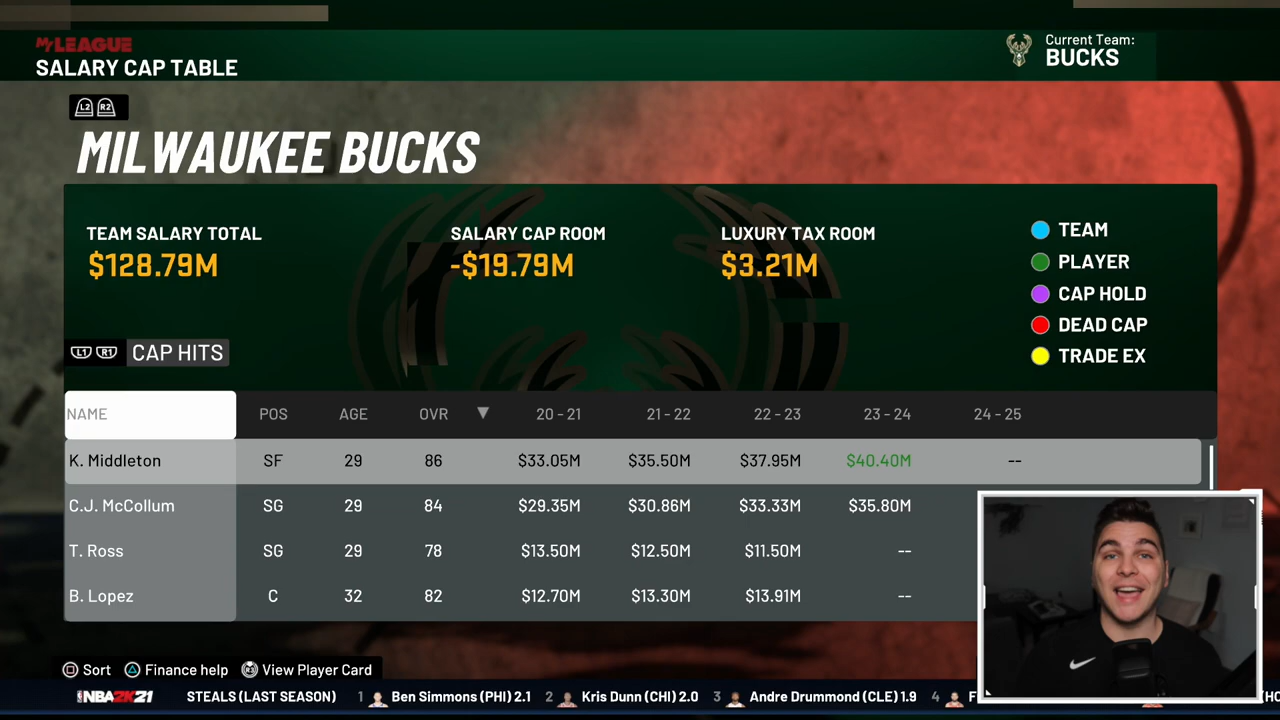 MyLEAGUE
SALARY CAP TABLE
Current Team:
BUCKS
L2 R2
MILWAUKEE BUCKS
TEAM SALARY TOTAL SALARY CAP ROOM LUXURY TAX ROOM
$128.79M -$19.79M $3.21M
TEAM
PLAYER
CAP HOLD
DEAD CAP
TRADE EX
L1 R1 CAP HITS
NAME POS AGE OVR ▼ 20 - 21 21 - 22 22 - 23 23 - 24 24 - 25
K. Middleton SF 29 86 $33.05M $35.50M $37.95M $40.40M --
C.J. McCollum SG 29 84 $29.35M $30.86M $33.33M $35.80M
T. Ross SG 29 78 $13.50M $12.50M $11.50M --
B. Lopez C 32 82 $12.70M $13.30M $13.91M --
Sort Finance help R3 View Player Card
NBA2K21 STEALS (LAST SEASON) 1 Ben Simmons (PHI) 2.1 2 Kris Dunn (CHI) 2.0 3 Andre Drummond (CLE) 1.9 4